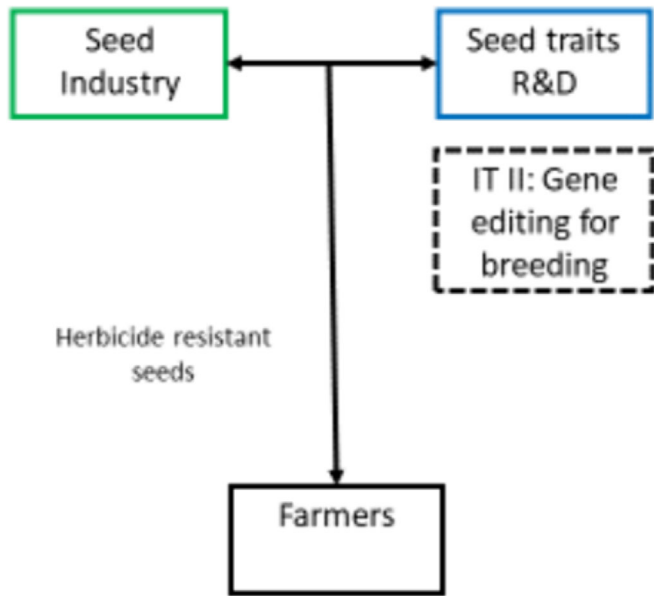 Seed
Industry
Seed traits
R&D
IT II: Gene
editing for
breeding
Herbicide resistant
seeds
Farmers